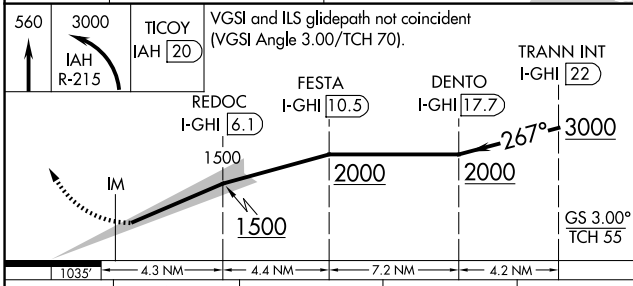 560
3000
IAH
R-215
TICOY
IAH 20
VGSI and ILS glidepath not coincident
(VGSI Angle 3.00/TCH 70).
TRANN INT
I-GHI 22
FESTA
I-GHI 10.5
DENTO
I-GHI 17.7
REDOC
I-GHI 6.1
267°
3000
1500
2000
2000
IM
1500
GS 3.00°
TCH 55
1035'
4.3 NM
4.4 NM
7.2 NM
4.2 NM